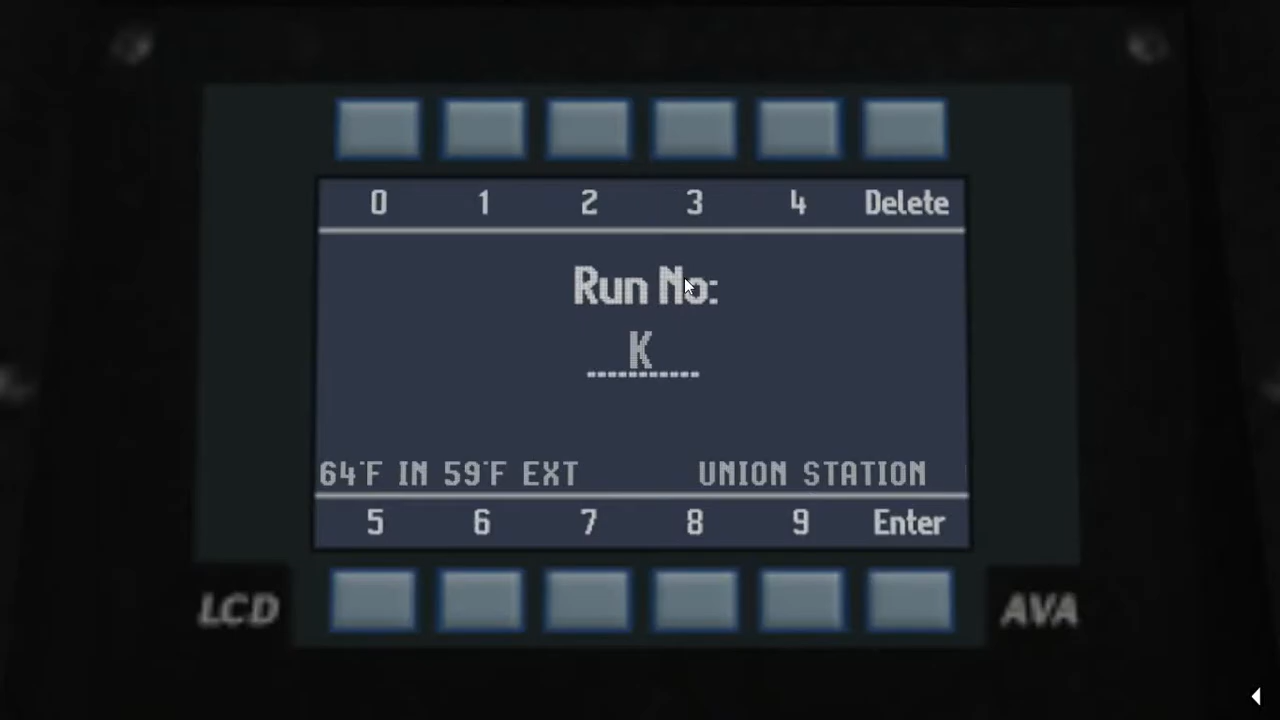 0 1 2 3 4 Delete
Run No:
K
64°F IN 59°F EXT UNION STATION
5 6 7 8 9 Enter
LCD AVA